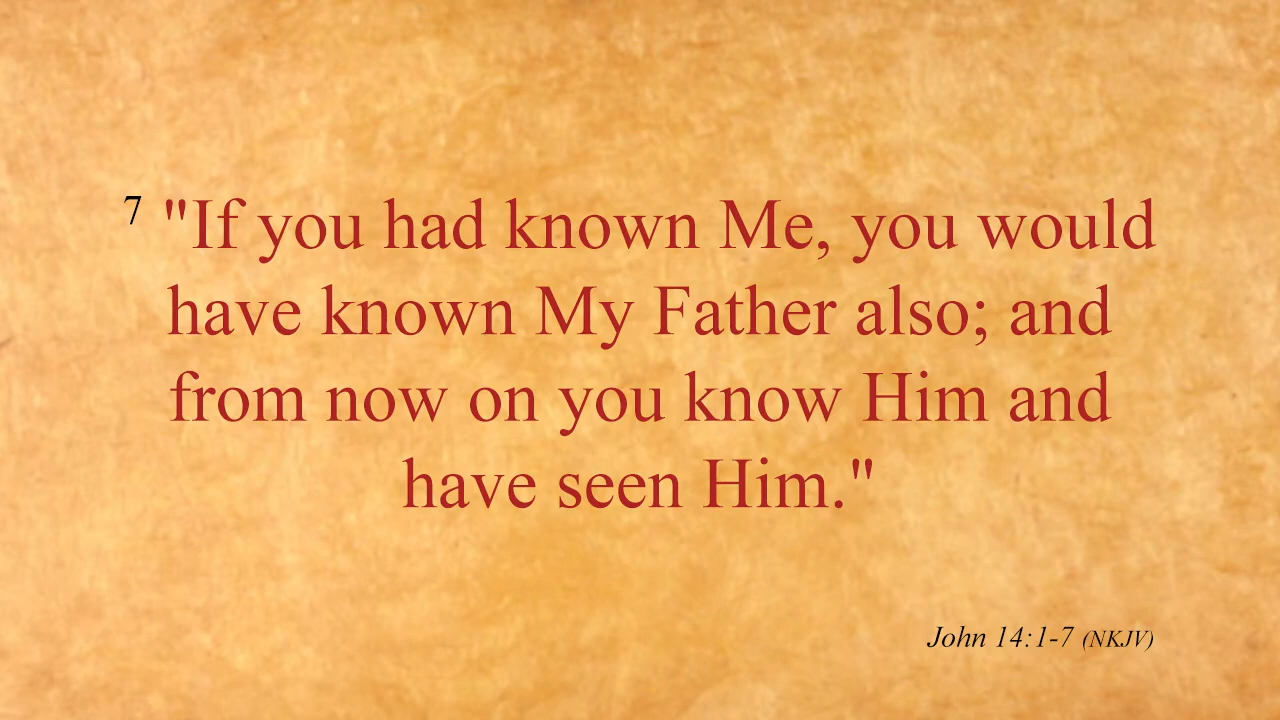 7 "If you had known Me, you would
have known My Father also; and
from now on you know Him and
have seen Him."
John 14:1-7 (NKJV)